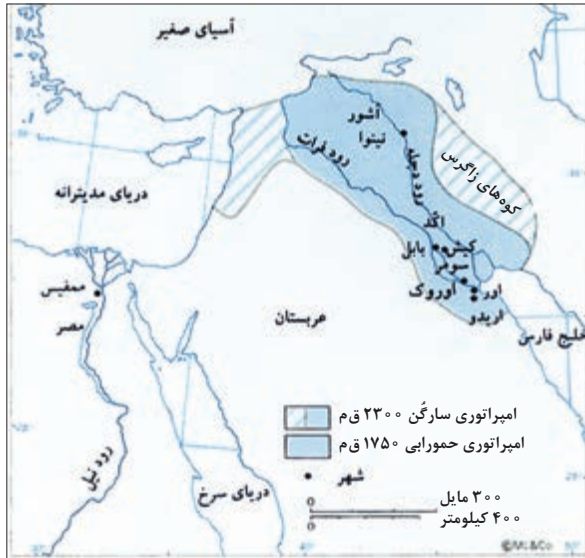 آسیای صغیر
آشور
نینوا
رود دجله
رود فرات
کوه‌های زاگرس
دریای مدیترانه
اکّد
بابل
کیش
سومر
اوروک
اور
اریدو
خلیج فارس
ممفیس
مصر
عربستان
رود نیل
دریای سرخ
امپراتوری سارگُن ۲۳۰۰ ق م
امپراتوری حمورابی ۱۷۵۰ ق م
شهر
۳۰۰ مایل
۴۰۰ کیلومتر